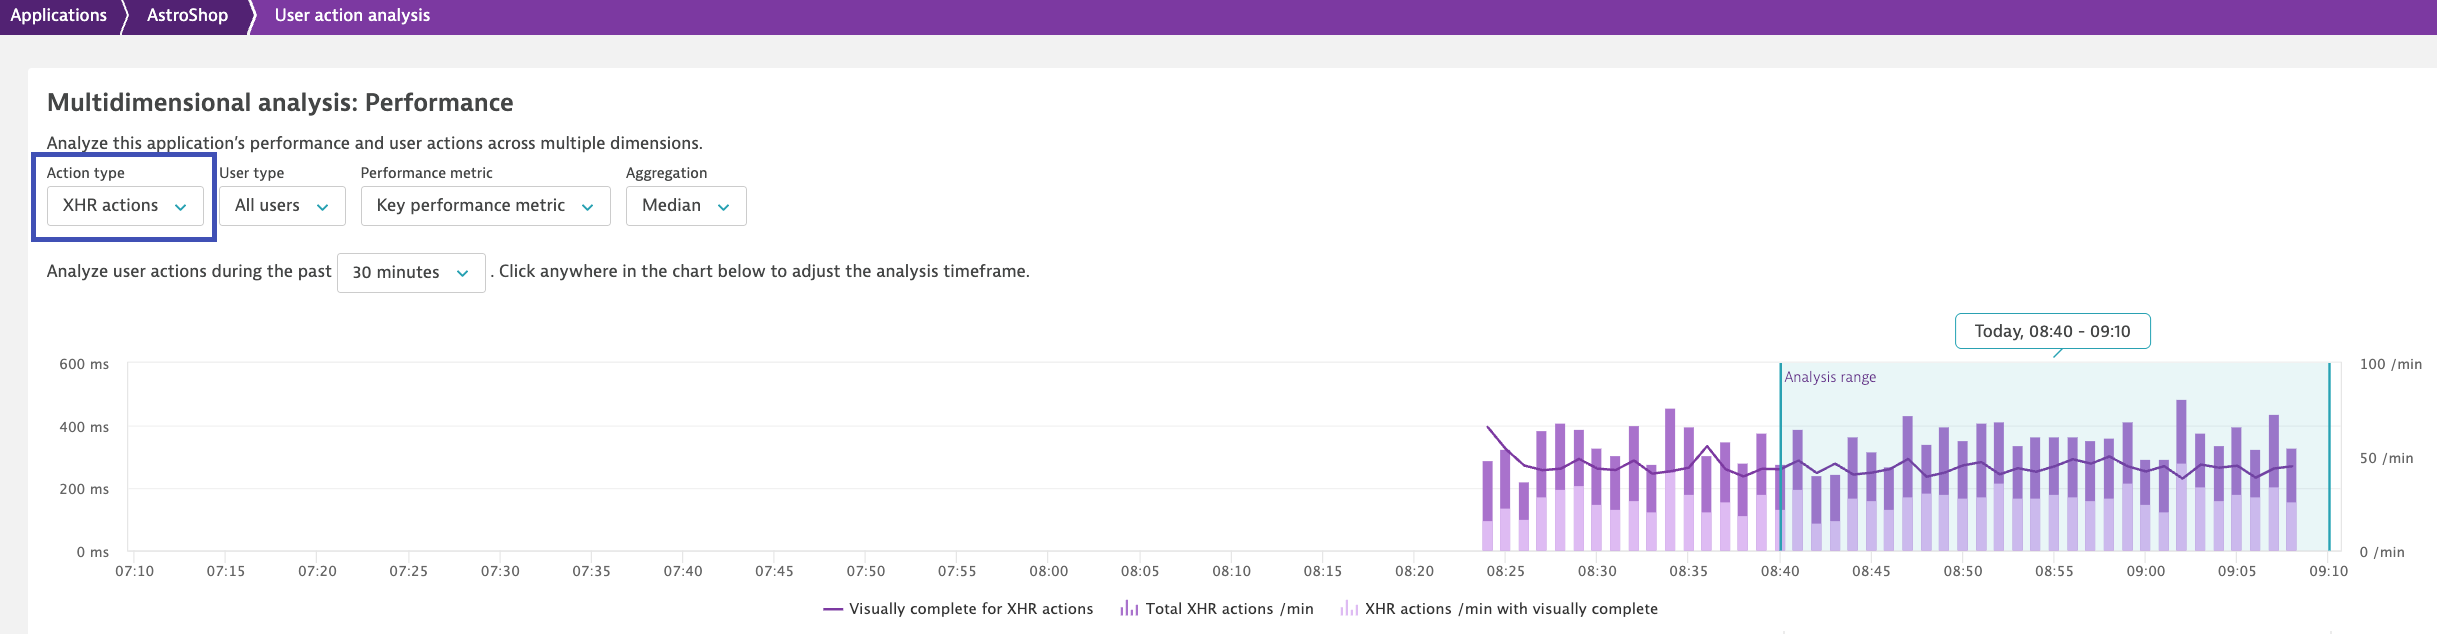 Applications AstroShop User action analysis
Multidimensional analysis: Performance
Analyze this application's performance and user actions across multiple dimensions.
Action type User type Performance metric Aggregation
XHR actions All users Key performance metric Median
Analyze user actions during the past 30 minutes . Click anywhere in the chart below to adjust the analysis timeframe.
Today, 08:40 - 09:10
600 ms 100 /min
Analysis range
400 ms
50 /min
200 ms
0 ms 0 /min
07:10 07:15 07:20 07:25 07:30 07:35 07:40 07:45 07:50 07:55 08:00 08:05 08:10 08:15 08:20 08:25 08:30 08:35 08:40 08:45 08:50 08:55 09:00 09:05 09:10
Visually complete for XHR actions Total XHR actions /min XHR actions /min with visually complete